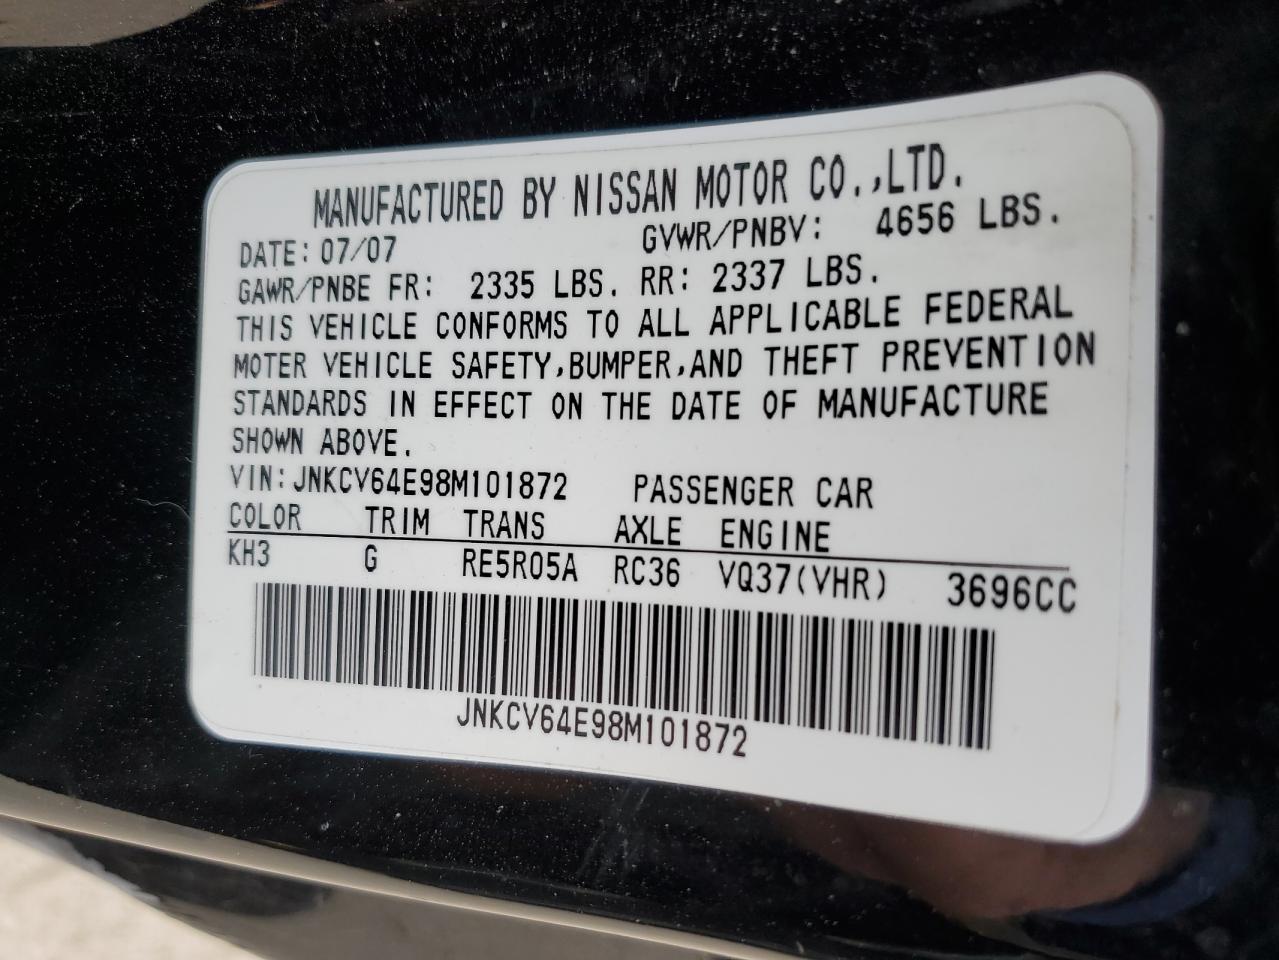 MANUFACTURED BY NISSAN MOTOR CO.,LTD.
DATE: 07/07 GVWR/PNBV: 4656 LBS.
GAWR/PNBE FR: 2335 LBS. RR: 2337 LBS.
THIS VEHICLE CONFORMS TO ALL APPLICABLE FEDERAL
MOTER VEHICLE SAFETY,BUMPER,AND THEFT PREVENTION
STANDARDS IN EFFECT ON THE DATE OF MANUFACTURE
SHOWN ABOVE.
VIN:JNKCV64E98M101872 PASSENGER CAR
COLOR TRIM TRANS AXLE ENGINE
KH3 G RE5R05A RC36 VQ37(VHR) 3696CC
JNKCV64E98M101872